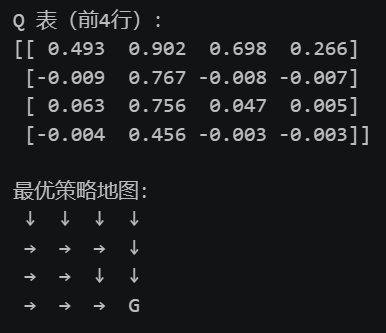 Q 表（前4行）:
[[ 0.493  0.902  0.698  0.266]
 [-0.009  0.767 -0.008 -0.007]
 [ 0.063  0.756  0.047  0.005]
 [-0.004  0.456 -0.003 -0.003]]

最优策略地图:
 ↓  ↓  ↓  ↓
 →  →  →  ↓
 →  →  ↓  ↓
 →  →  →  G